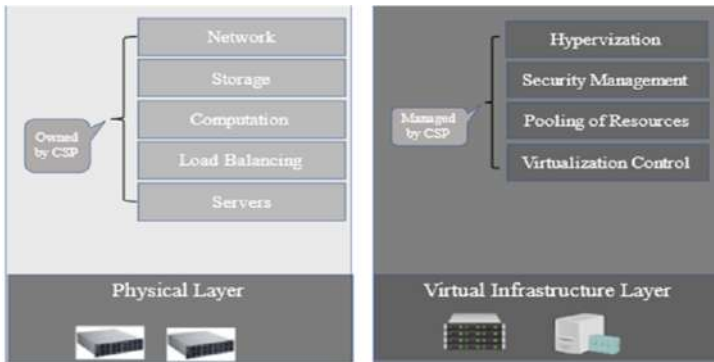 Network
Storage
Computation
Load Balancing
Servers
Owned
by CSP
Physical Layer
Hypervization
Security Management
Pooling of Resources
Virtualization Control
Managed
by CSP
Virtual Infrastructure Layer